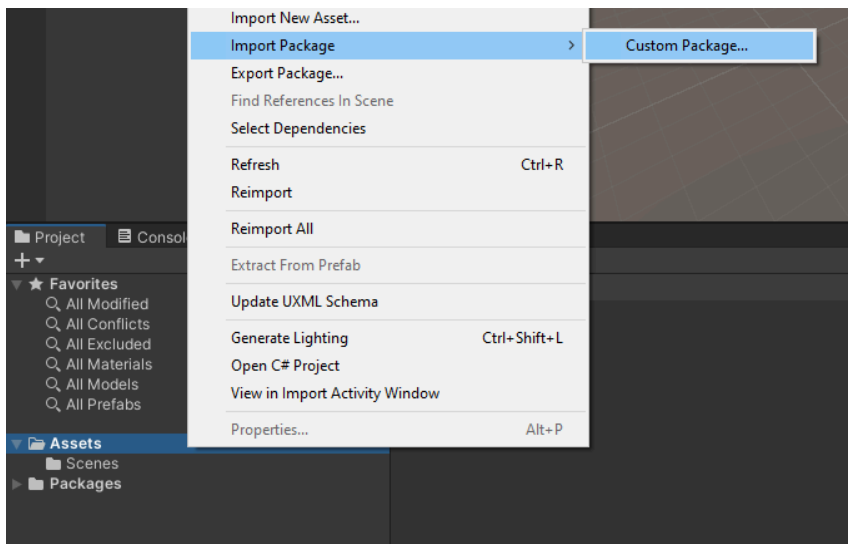 Import New Asset...
Import Package > Custom Package...
Export Package...
Find References In Scene
Select Dependencies
Refresh Ctrl+R
Reimport
Reimport All
Extract From Prefab
Update UXML Schema
Generate Lighting Ctrl+Shift+L
Open C# Project
View in Import Activity Window
Properties... Alt+P
Project Consol
Favorites
All Modified
All Conflicts
All Excluded
All Materials
All Models
All Prefabs
Assets
Scenes
Packages